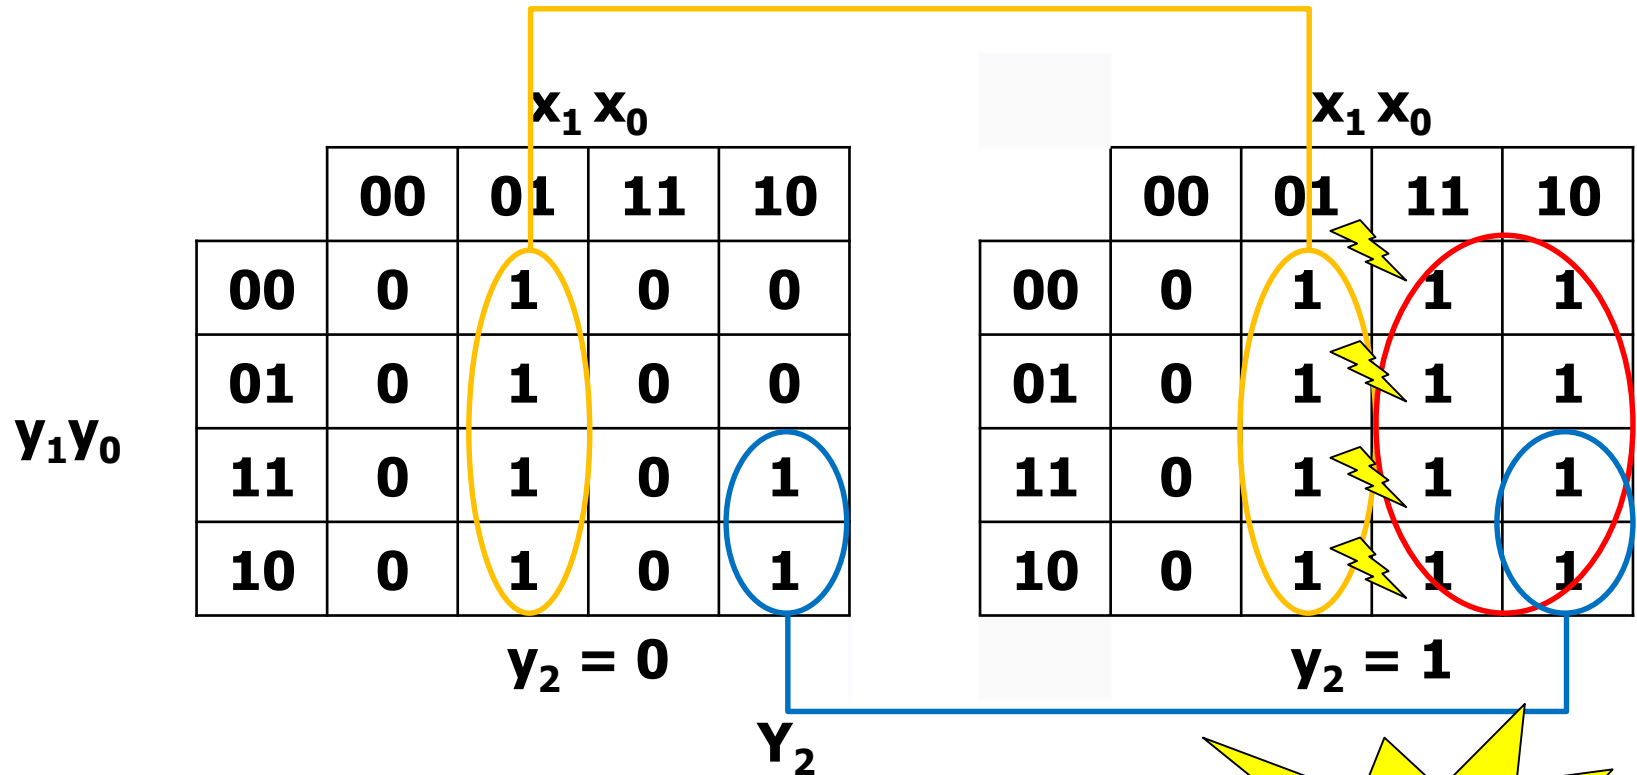 x₁ x₀ x₁ x₀
00 01 11 10 00 01 11 10
00 0 1 0 0 00 0 1 1 1
01 0 1 0 0 01 0 1 1 1
y₁y₀
11 0 1 0 1 11 0 1 1 1
10 0 1 0 1 10 0 1 1 1
y₂ = 0 y₂ = 1
Y₂